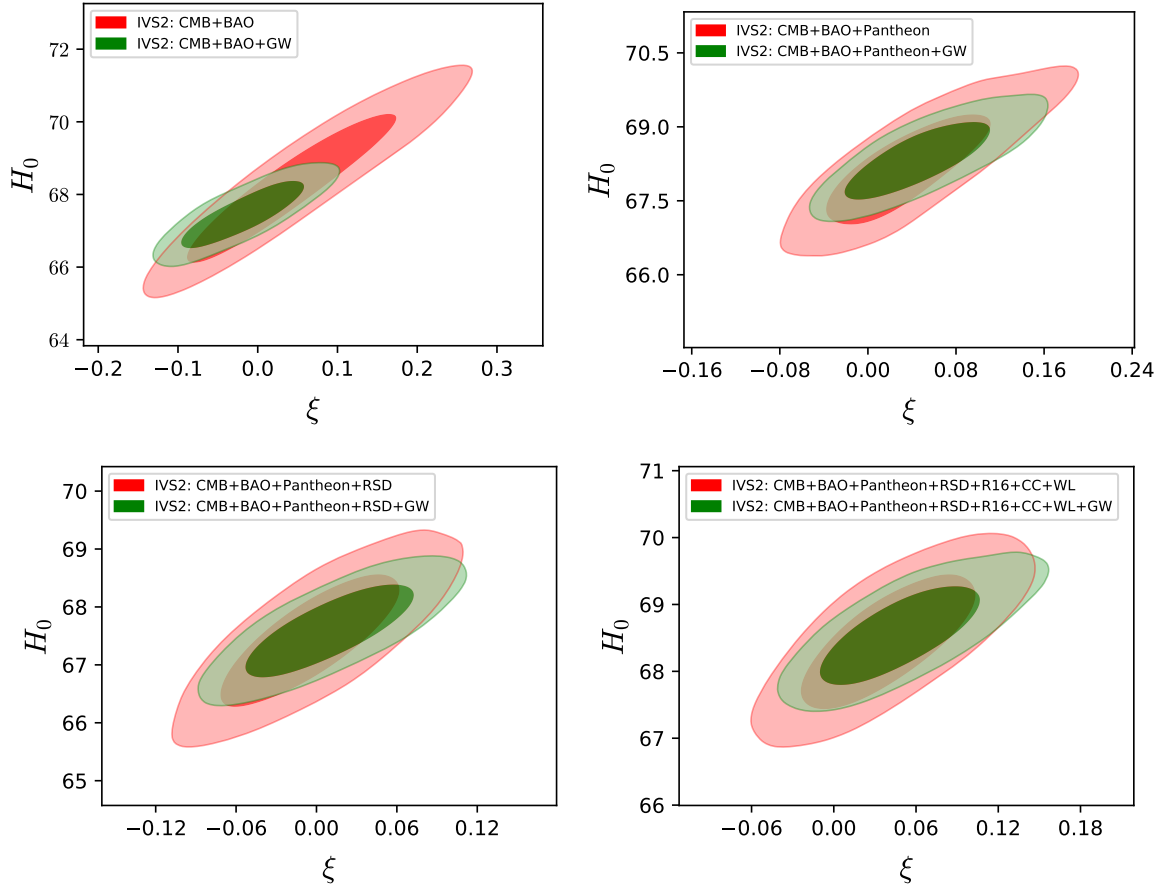 IVS2: CMB+BAO
IVS2: CMB+BAO+GW
72
70
68
66
64
H₀
−0.2 −0.1 0.0 0.1 0.2 0.3
ξ
IVS2: CMB+BAO+Pantheon
IVS2: CMB+BAO+Pantheon+GW
70.5
69.0
67.5
66.0
H₀
−0.16 −0.08 0.00 0.08 0.16 0.24
ξ
IVS2: CMB+BAO+Pantheon+RSD
IVS2: CMB+BAO+Pantheon+RSD+GW
70
69
68
67
66
65
H₀
−0.12 −0.06 0.00 0.06 0.12
ξ
IVS2: CMB+BAO+Pantheon+RSD+R16+CC+WL
IVS2: CMB+BAO+Pantheon+RSD+R16+CC+WL+GW
71
70
69
68
67
66
H₀
−0.06 0.00 0.06 0.12 0.18
ξ